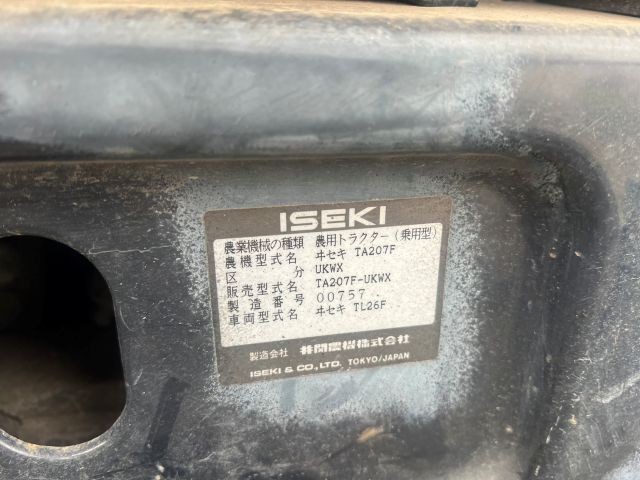 ISEKI
農業機械の種類 農用トラクター(乗用型)
農機型式名 ヰセキ TA207F
区分 UKWX
販売型式名 TA207F-UKWX
製造番号 00757
車両型式名 ヰセキ TL26F
製造会社 井関農機株式会社
ISEKI & CO., LTD. TOKYO/JAPAN